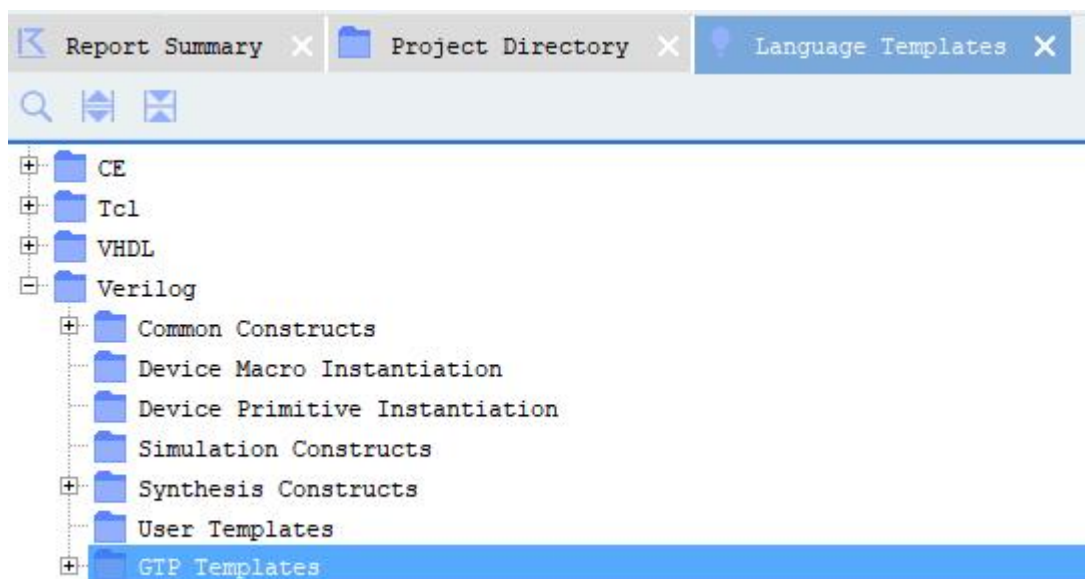 Report Summary Project Directory Language Templates
CE
Tcl
VHDL
Verilog
Common Constructs
Device Macro Instantiation
Device Primitive Instantiation
Simulation Constructs
Synthesis Constructs
User Templates
GTP Templates